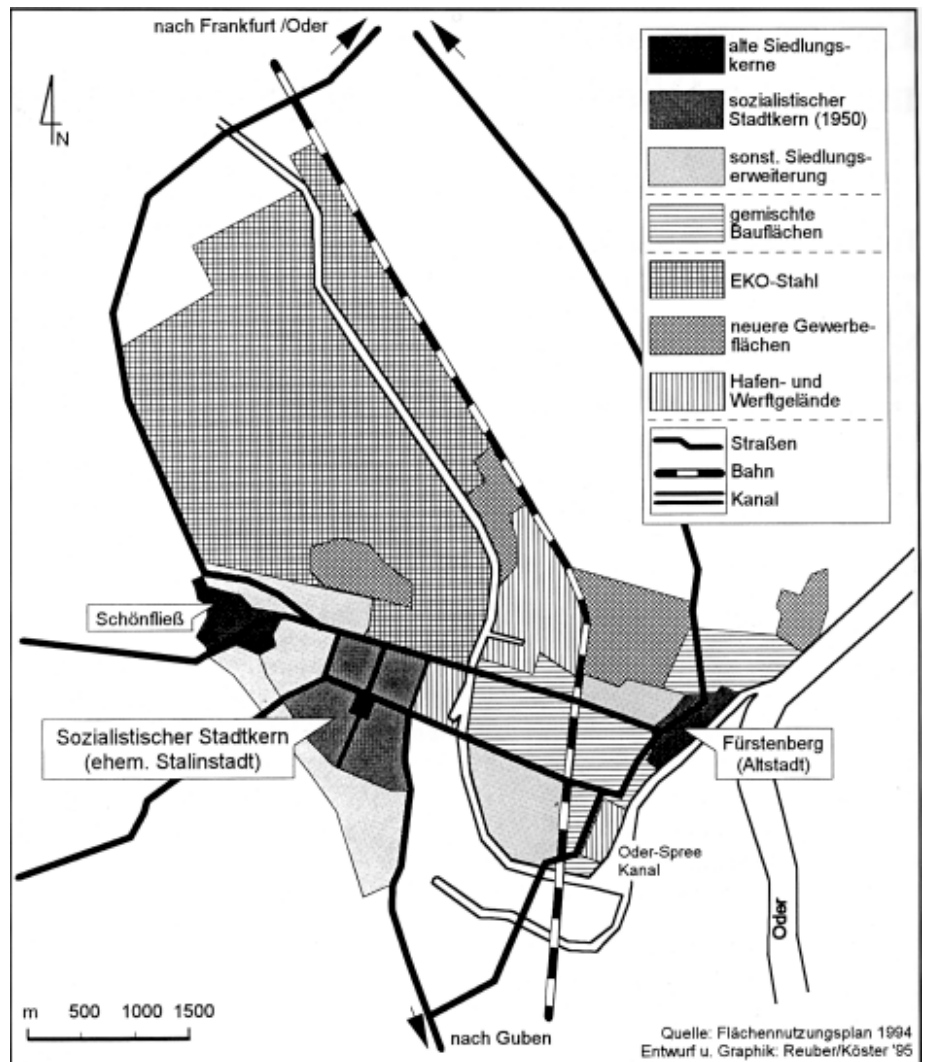 nach Frankfurt /Oder
N
alte Siedlungs-
kerne
sozialistischer
Stadtkern (1950)
sonst. Siedlungs-
erweiterung
gemischte
Bauflächen
EKO-Stahl
neuere Gewerbe-
flächen
Hafen- und
Werftgelände
Straßen
Bahn
Kanal
Schönfließ
Sozialistischer Stadtkern
(ehem. Stalinstadt)
Fürstenberg
(Altstadt)
Oder-Spree
Kanal
Oder
m 500 1000 1500
nach Guben
Quelle: Flächennutzungsplan 1994
Entwurf u. Graphik: Reuber/Köster '95